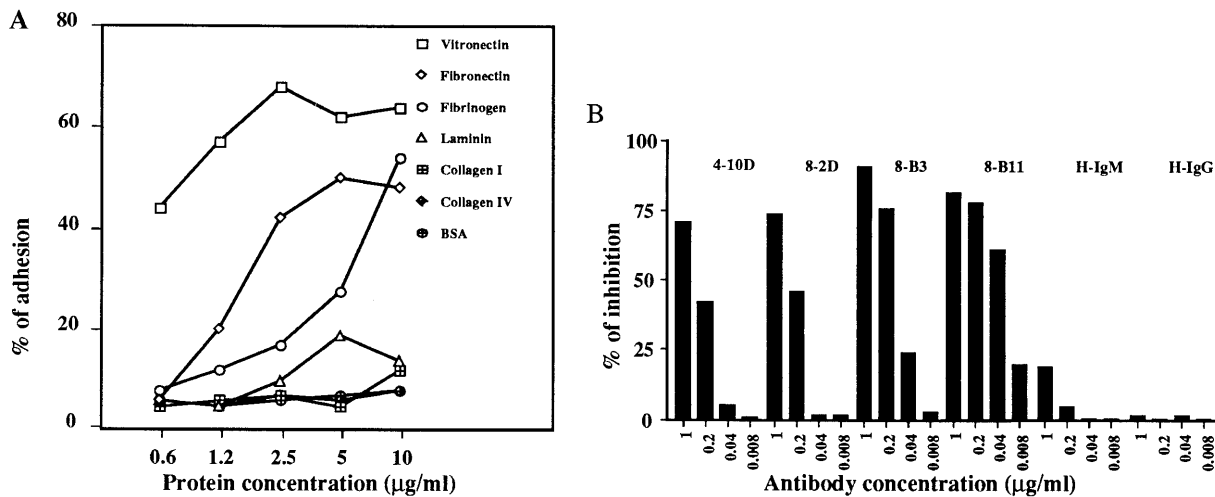 A
80
60
40
20
0
% of adhesion
0.6 1.2 2.5 5 10
Protein concentration (µg/ml)
Vitronectin
Fibronectin
Fibrinogen
Laminin
Collagen I
Collagen IV
BSA
B
100
75
50
25
0
% of inhibition
4-10D 8-2D 8-B3 8-B11 H-IgM H-IgG
1 0.2 0.04 0.008 1 0.2 0.04 0.008 1 0.2 0.04 0.008 1 0.2 0.04 0.008 1 0.2 0.04 0.008 1 0.2 0.04 0.008
Antibody concentration (µg/ml)